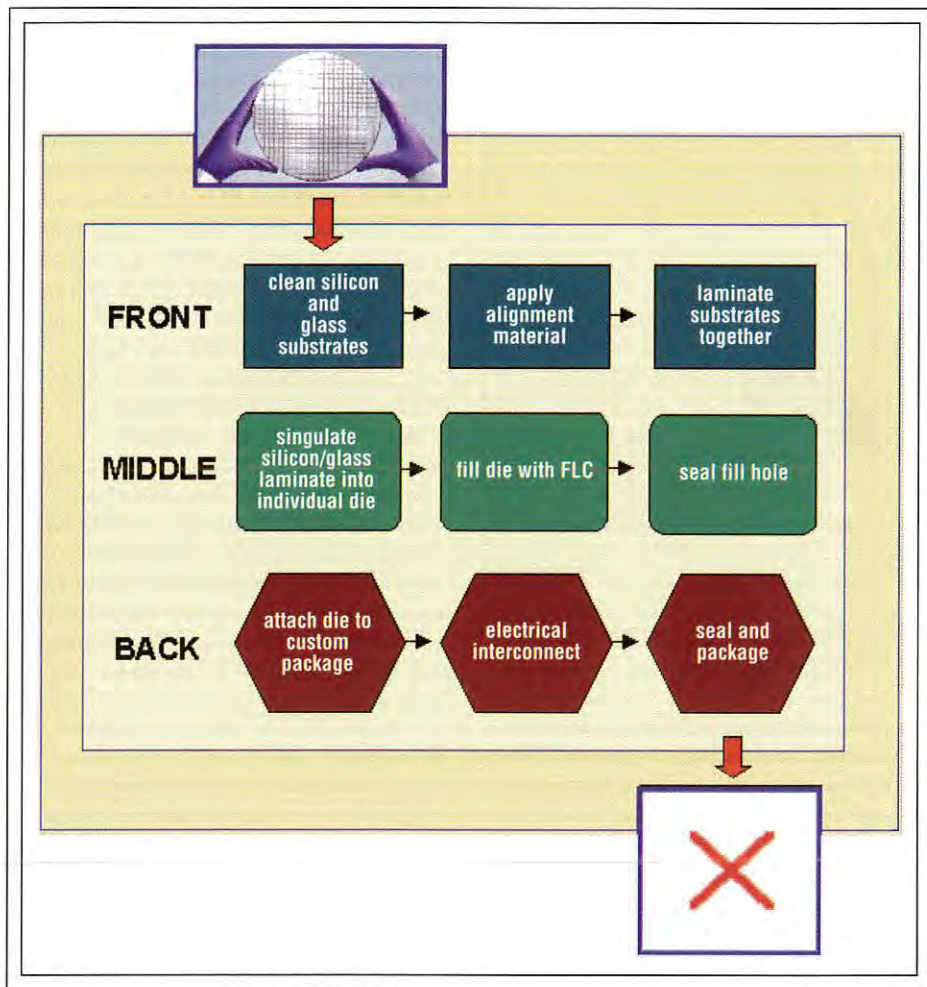 FRONT
clean silicon
and
glass
substrates
apply
alignment
material
laminate
substrates
together
MIDDLE
singulate
silicon/glass
laminate into
individual die
fill die with FLC
seal fill hole
BACK
attach die to
custom
package
electrical
interconnect
seal and
package